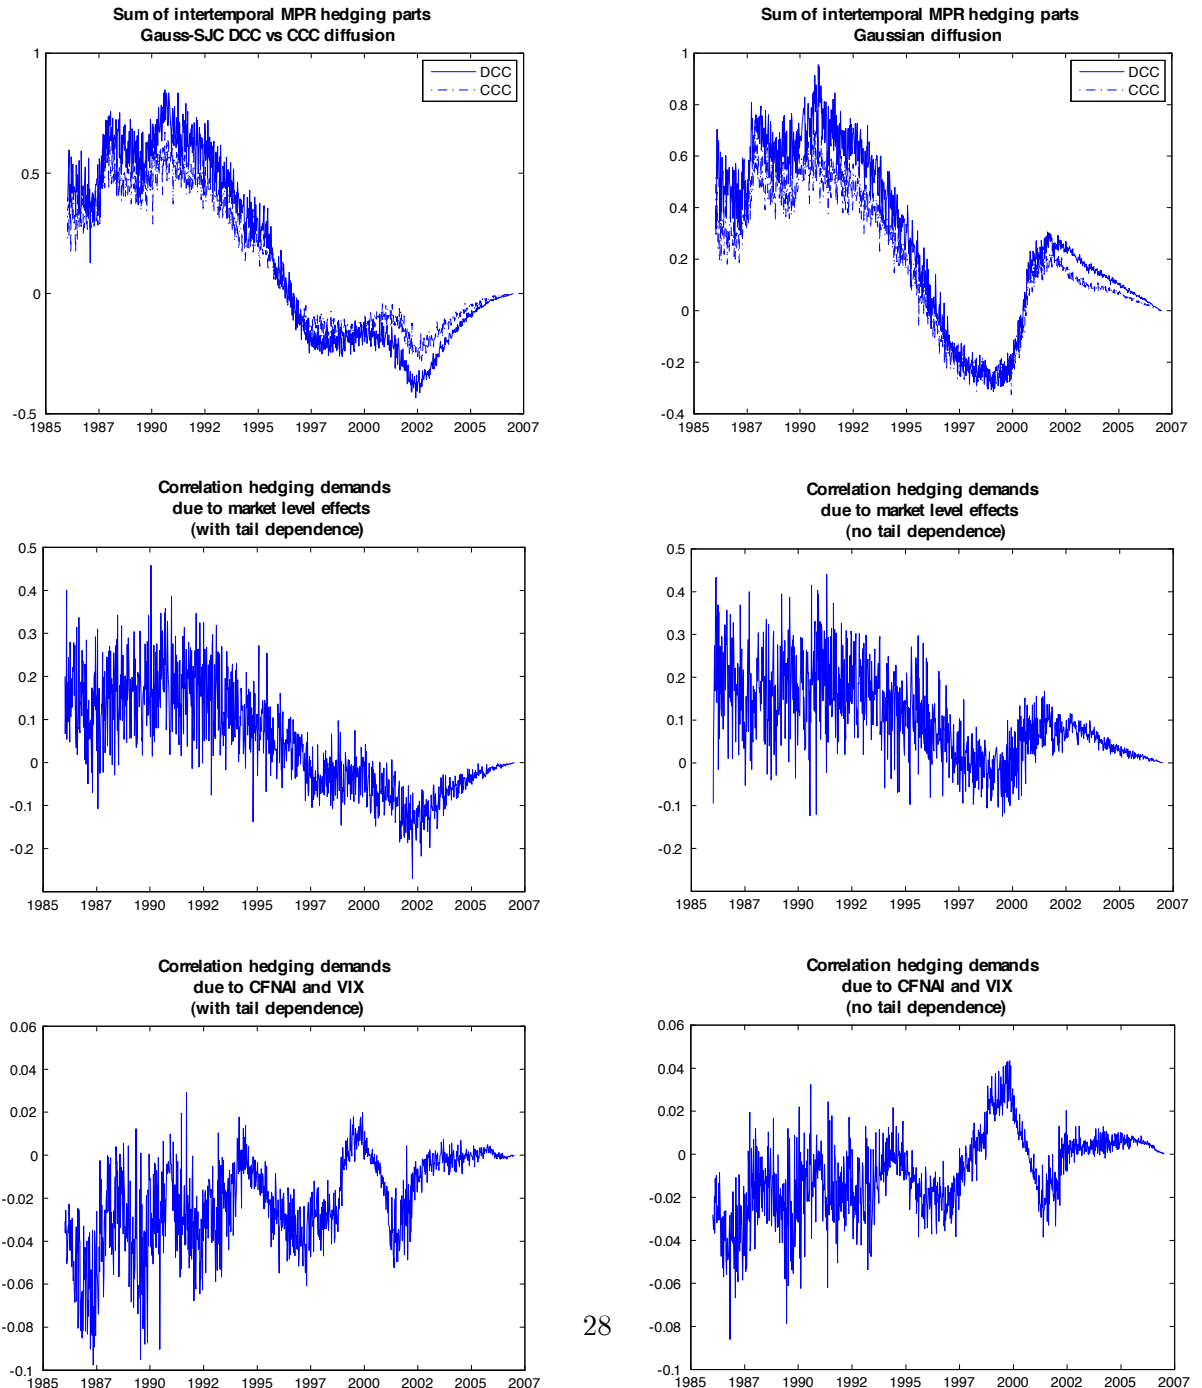 Sum of intertemporal MPR hedging parts
Gauss-SJC DCC vs CCC diffusion
1
0.5
0
-0.5
DCC
CCC
1985 1987 1990 1992 1995 1997 2000 2002 2005 2007
Sum of intertemporal MPR hedging parts
Gaussian diffusion
1
0.8
0.6
0.4
0.2
0
-0.2
-0.4
DCC
CCC
1985 1987 1990 1992 1995 1997 2000 2002 2005 2007
Correlation hedging demands
due to market level effects
(with tail dependence)
0.5
0.4
0.3
0.2
0.1
0
-0.1
-0.2
1985 1987 1990 1992 1995 1997 2000 2002 2005 2007
Correlation hedging demands
due to market level effects
(no tail dependence)
0.5
0.4
0.3
0.2
0.1
0
-0.1
-0.2
1985 1987 1990 1992 1995 1997 2000 2002 2005 2007
Correlation hedging demands
due to CFNAI and VIX
(with tail dependence)
0.06
0.04
0.02
0
-0.02
-0.04
-0.06
-0.08
-0.1
1985 1987 1990 1992 1995 1997 2000 2002 2005 2007
Correlation hedging demands
due to CFNAI and VIX
(no tail dependence)
0.06
0.04
0.02
0
-0.02
-0.04
-0.06
-0.08
-0.1
1985 1987 1990 1992 1995 1997 2000 2002 2005 2007
28